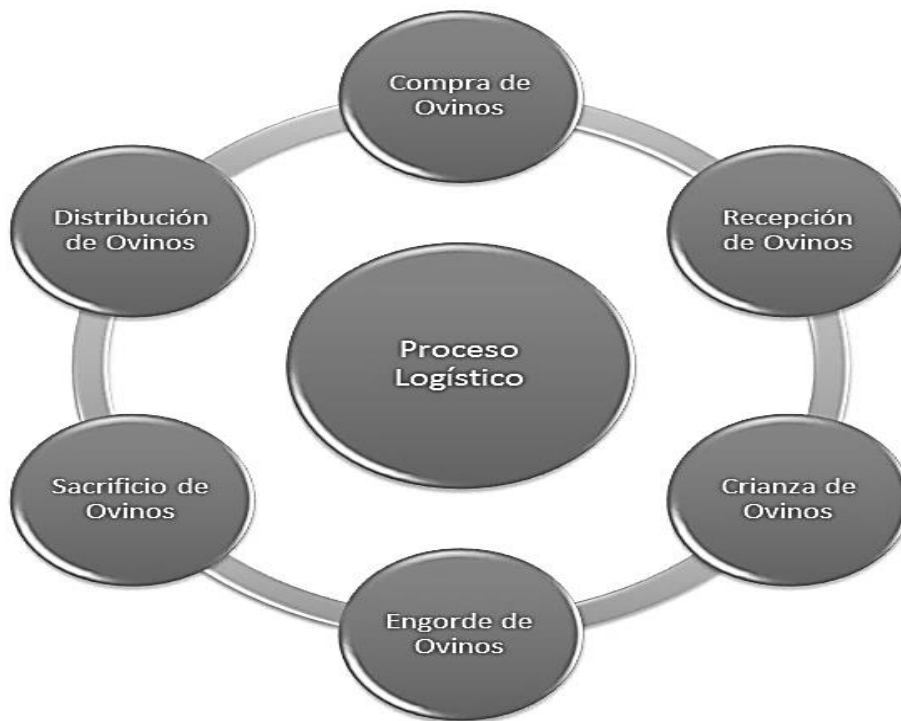 Compra de
Ovinos
Recepción
de Ovinos
Crianza de
Ovinos
Engorde de
Ovinos
Sacrificio de
Ovinos
Distribución
de Ovinos
Proceso
Logístico